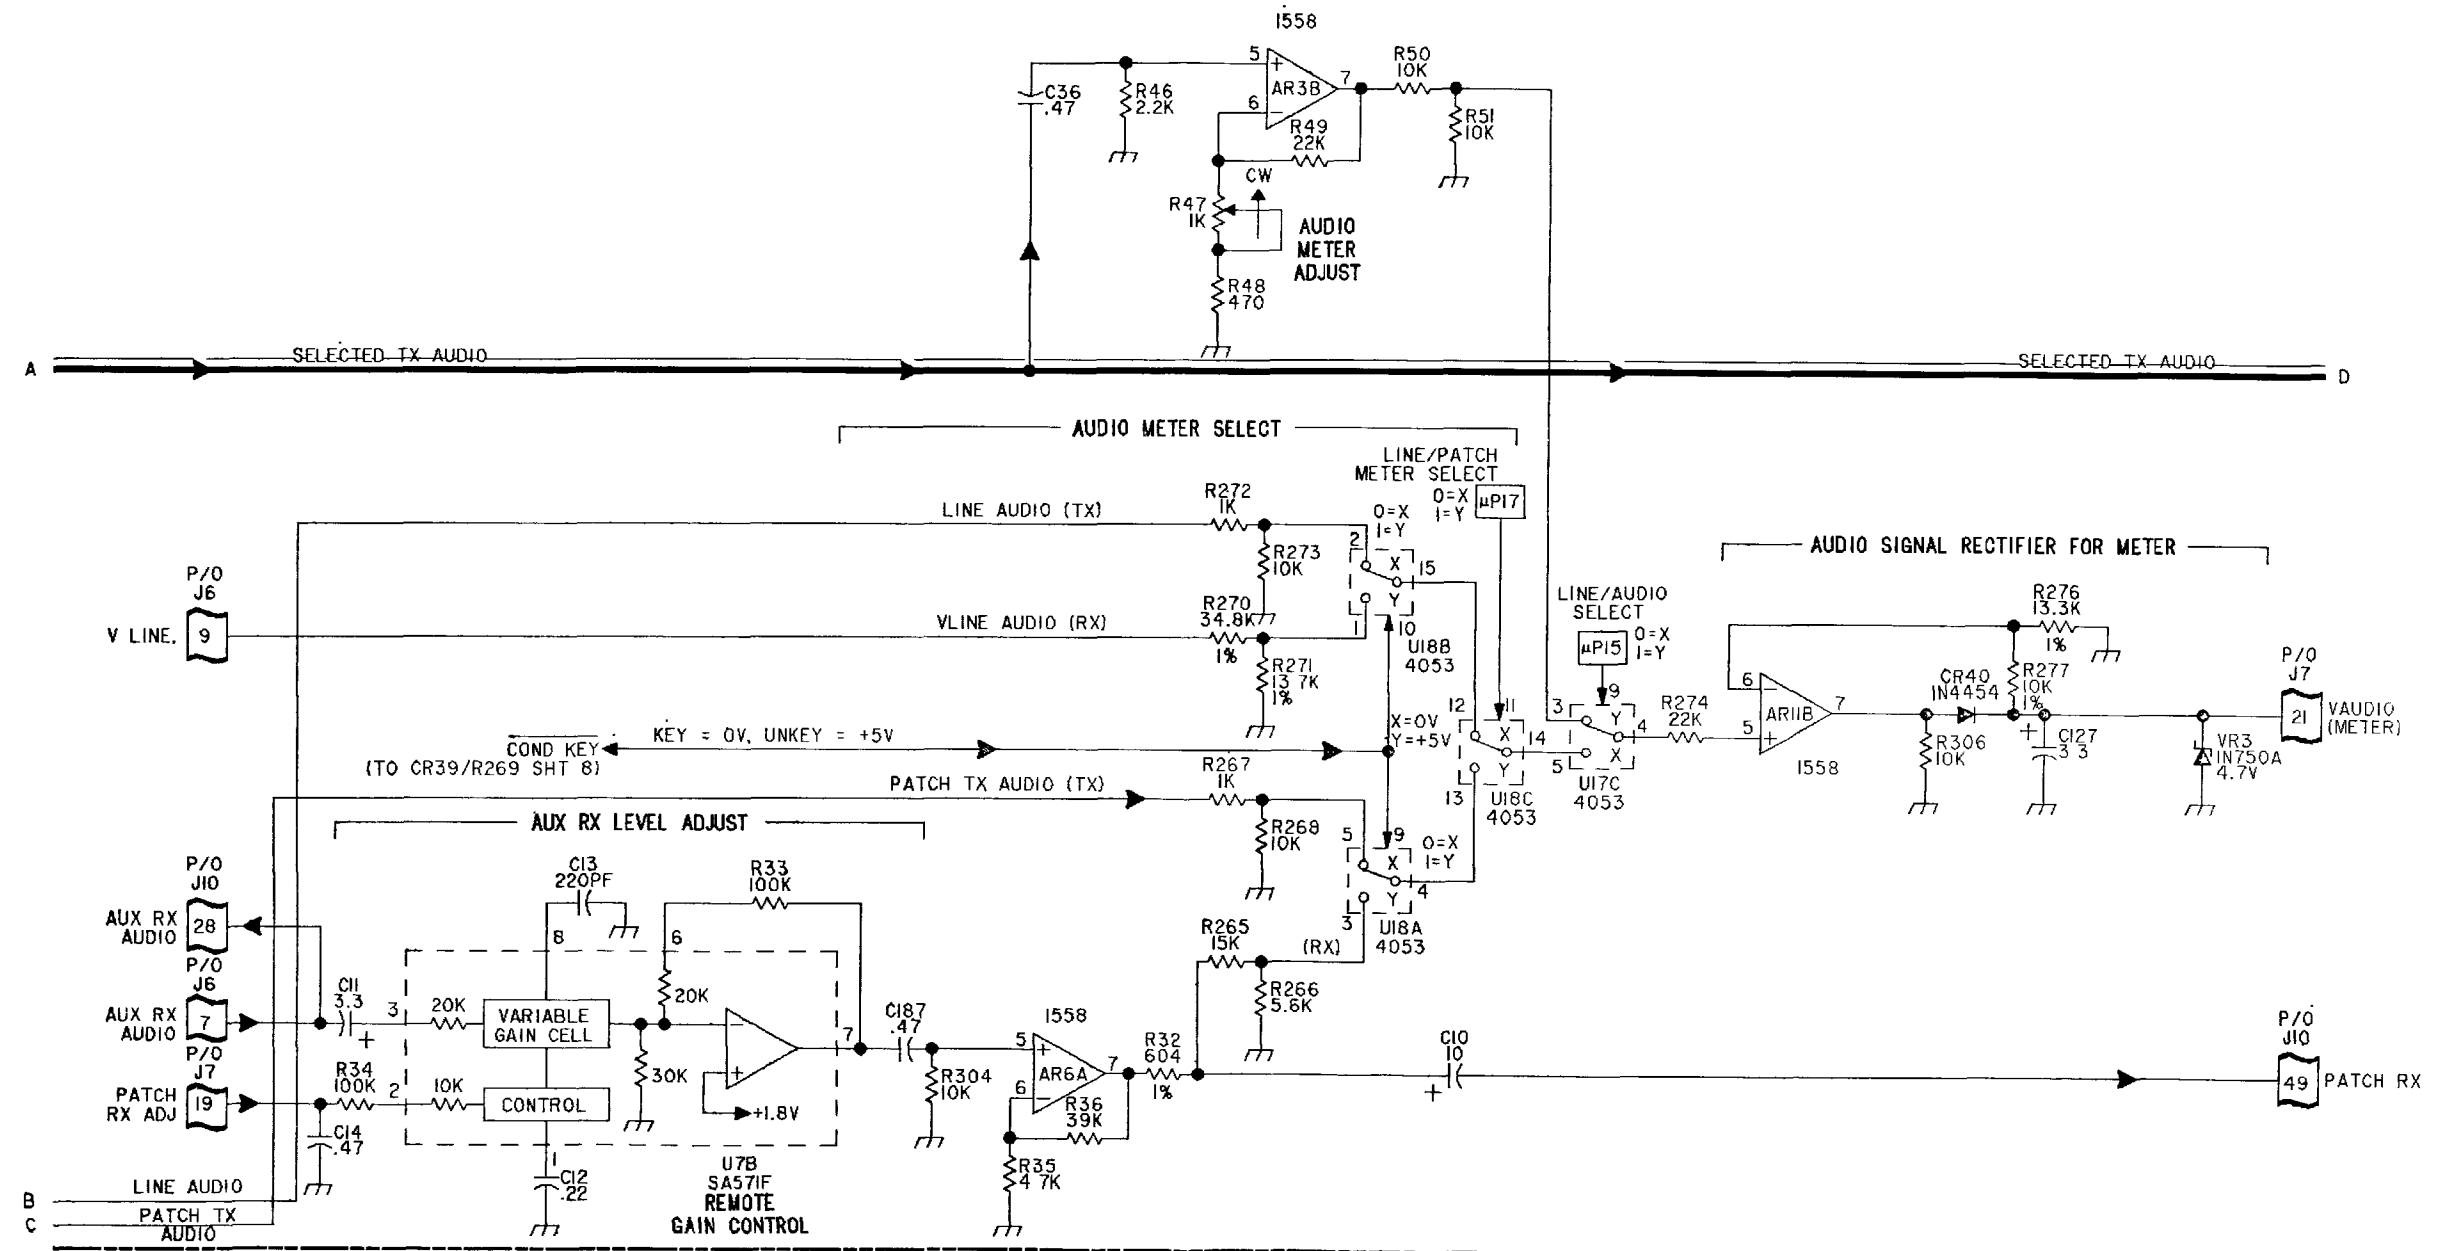 1558
5
+
AR3B
7
6
−
C36
.47
R46
2.2K
R50
10K
R51
10K
R49
22K
CW
R47
1K
AUDIO
METER
ADJUST
R48
470
A
SELECTED TX AUDIO
SELECTED TX AUDIO
D
AUDIO METER SELECT
LINE/PATCH
METER SELECT
0=X
1=Y
µP17
R272
1K
LINE AUDIO (TX)
0=X
1=Y
2
R273
10K
X
15
Y
1
10
U18B
4053
P/O
J6
V LINE.
9
VLINE AUDIO (RX)
R270
34.8K
1%
R271
13.7K
1%
LINE/AUDIO
SELECT
µP15
0=X
1=Y
AUDIO SIGNAL RECTIFIER FOR METER
R276
13.3K
1%
R277
10K
1%
CR40
1N4454
6
−
AR11B
7
5
+
1558
P/O
J7
21
VAUDIO
(METER)
R306
10K
+
C127
3.3
VR3
1N750A
4.7V
COND KEY
KEY = 0V, UNKEY = +5V
(TO CR39/R269 SHT 8)
X=0V
Y=+5V
12
11
X
14
Y
13
U18C
4053
3
9
Y
4
X
5
U17C
4053
R274
22K
PATCH TX AUDIO (TX)
R267
1K
R268
10K
5
9
0=X
1=Y
X
Y
4
3
U18A
4053
AUX RX LEVEL ADJUST
P/O
J10
AUX RX
AUDIO
28
P/O
J6
AUX RX
AUDIO
7
P/O
J7
PATCH
RX ADJ
19
C11
3.3
+
3
20K
VARIABLE
GAIN CELL
C13
220PF
8
6
R33
100K
20K
30K
−
+
+1.8V
7
R34
100K
2
10K
CONTROL
C14
.47
1
C12
.22
U7B
SA571F
REMOTE
GAIN CONTROL
C187
.47
R304
10K
1558
5
+
AR6A
7
6
−
R36
39K
R35
4.7K
R32
604
1%
R265
15K
(RX)
R266
5.6K
C10
10
+
P/O
J10
49
PATCH RX
B
LINE AUDIO
C
PATCH TX
AUDIO